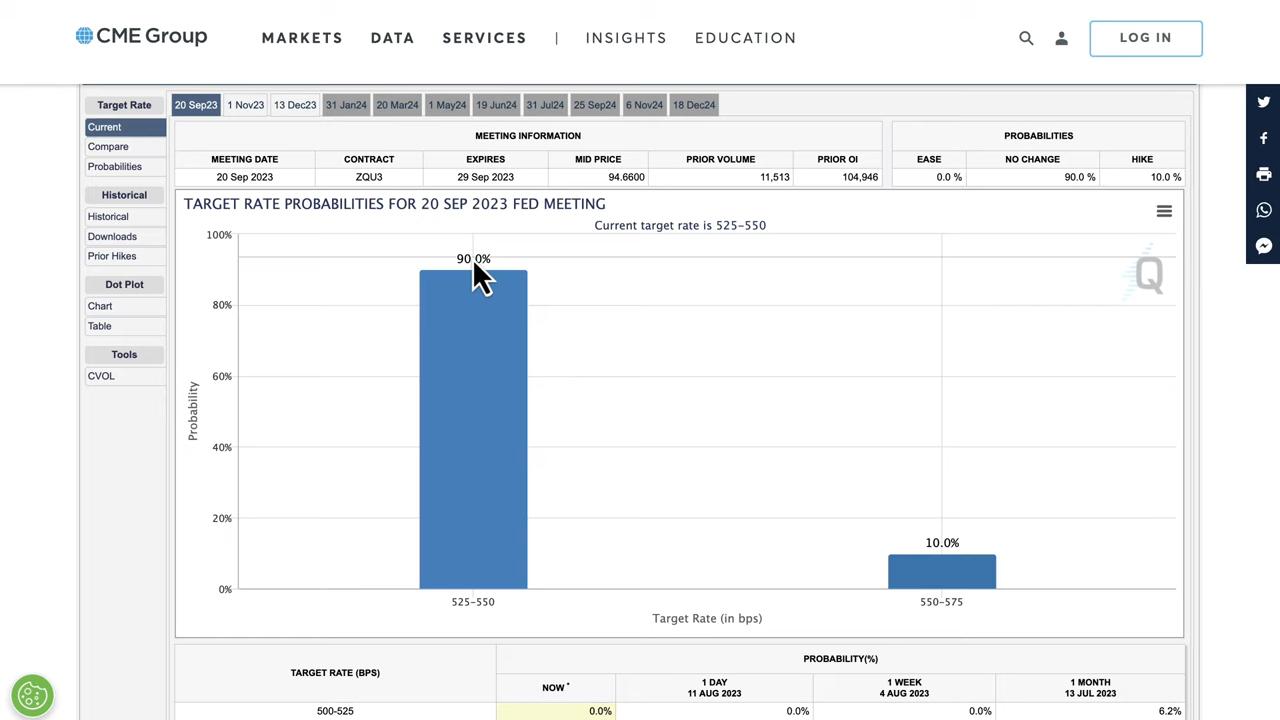 CME Group MARKETS DATA SERVICES | INSIGHTS EDUCATION LOG IN
Target Rate
Current
Compare
Probabilities
Historical
Historical
Downloads
Prior Hikes
Dot Plot
Chart
Table
Tools
CVOL
20 Sep23 1 Nov23 13 Dec23 31 Jan24 20 Mar24 1 May24 19 Jun24 31 Jul24 25 Sep24 6 Nov24 18 Dec24
MEETING INFORMATION PROBABILITIES
MEETING DATE CONTRACT EXPIRES MID PRICE PRIOR VOLUME PRIOR OI EASE NO CHANGE HIKE
20 Sep 2023 ZQU3 29 Sep 2023 94.6600 11,513 104,946 0.0 % 90.0 % 10.0 %
TARGET RATE PROBABILITIES FOR 20 SEP 2023 FED MEETING
Current target rate is 525-550
100%
90.0%
Q
80%
60%
Probability
40%
20%
10.0%
0%
525-550 550-575
Target Rate (in bps)
TARGET RATE (BPS) PROBABILITY(%)
NOW * 1 DAY 11 AUG 2023 1 WEEK 4 AUG 2023 1 MONTH 13 JUL 2023
500-525 0.0% 0.0% 0.0% 6.2%